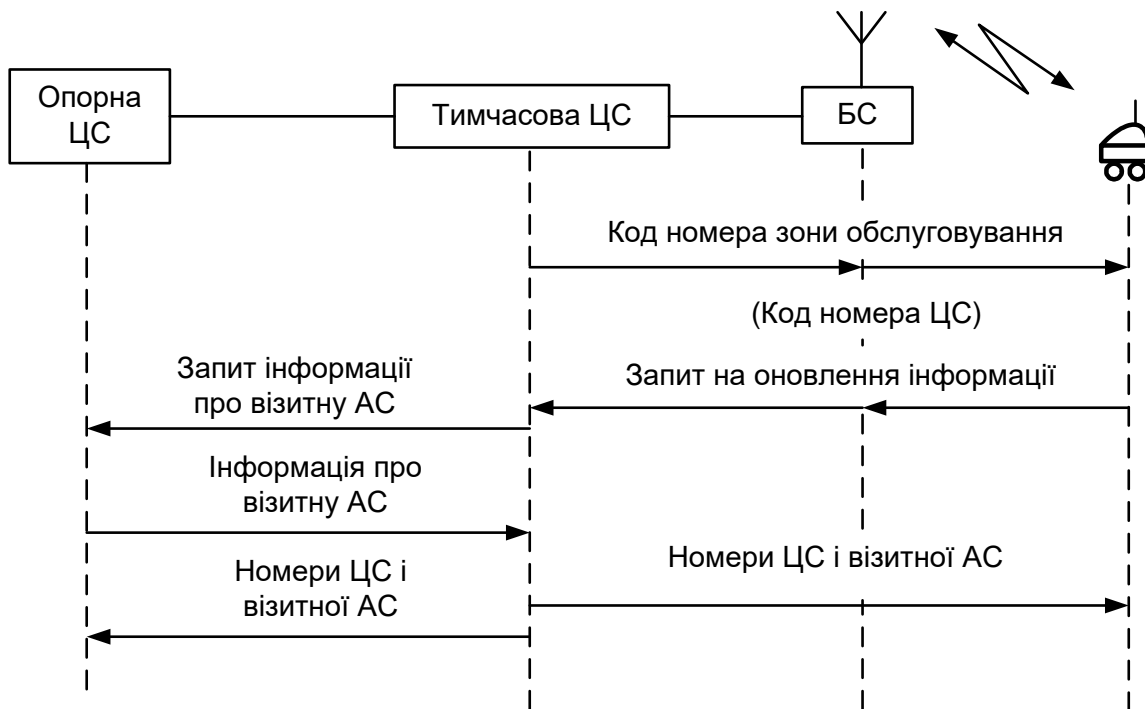 Опорна
ЦС
Тимчасова ЦС
БС
Код номера зони обслуговування
(Код номера ЦС)
Запит інформації
про візитну АС
Запит на оновлення інформації
Інформація про
візитну АС
Номери ЦС і
візитної АС
Номери ЦС і візитної АС